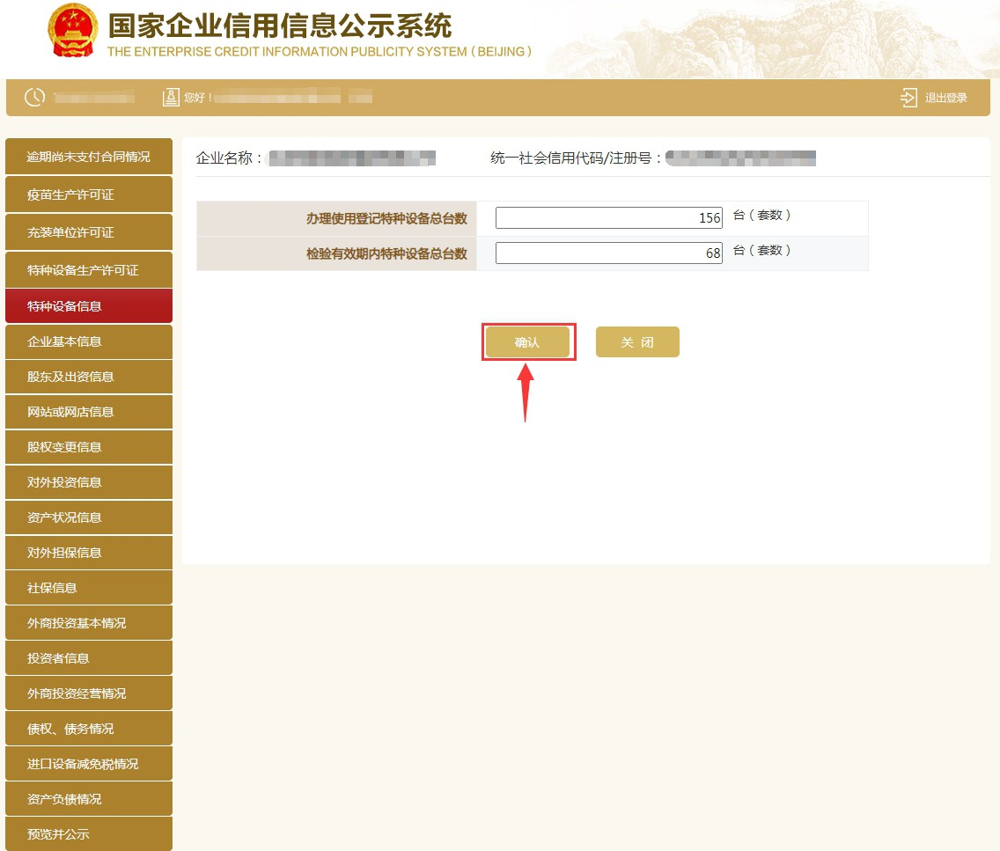 国家企业信用信息公示系统
THE ENTERPRISE CREDIT INFORMATION PUBLICITY SYSTEM（BEIJING）
您好！
退出登录
逾期尚未支付合同情况
疫苗生产许可证
充装单位许可证
特种设备生产许可证
特种设备信息
企业基本信息
股东及出资信息
网站或网店信息
股权变更信息
对外投资信息
资产状况信息
对外担保信息
社保信息
外商投资基本情况
投资者信息
外商投资经营情况
债权、债务情况
进口设备减免税情况
资产负债情况
预览并公示
企业名称： 统一社会信用代码/注册号：
办理使用登记特种设备总台数 156 台（套数）
检验有效期内特种设备总台数 68 台（套数）
确认 关 闭